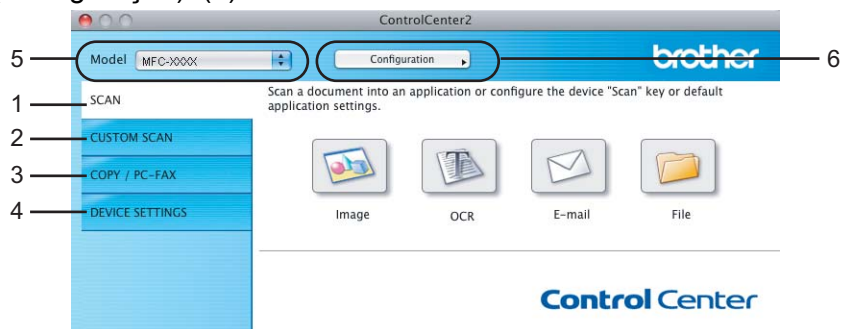 ControlCenter2
5 Model MFC-XXXX Configuration brother 6
1 SCAN
Scan a document into an application or configure the device "Scan" key or default
application settings.
2 CUSTOM SCAN
3 COPY / PC-FAX
4 DEVICE SETTINGS
Image OCR E-mail File
Control Center